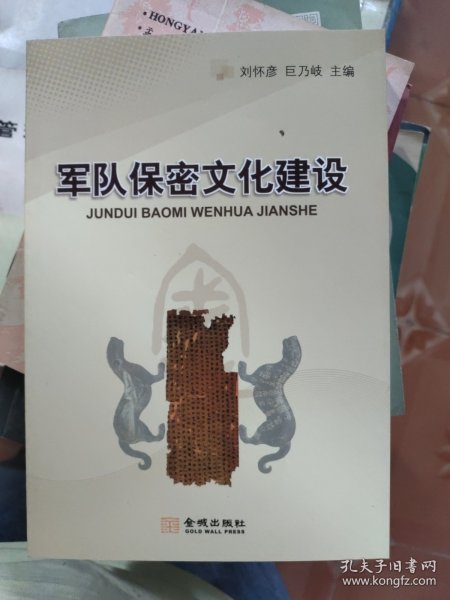 HONGYA
刘怀彦 巨乃岐 主编
军队保密文化建设
JUNDUI BAOMI WENHUA JIANSHE
金城出版社
GOLD WALL PRESS
孔夫子旧书网
www.kongfz.com